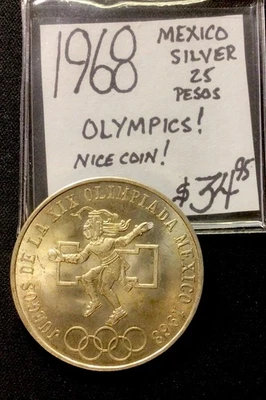 1968
MEXICO
SILVER
25
PESOS
OLYMPICS!
NICE COIN!
$34.95
JUEGOS DE LA XIX OLIMPIADA MEXICO 1968